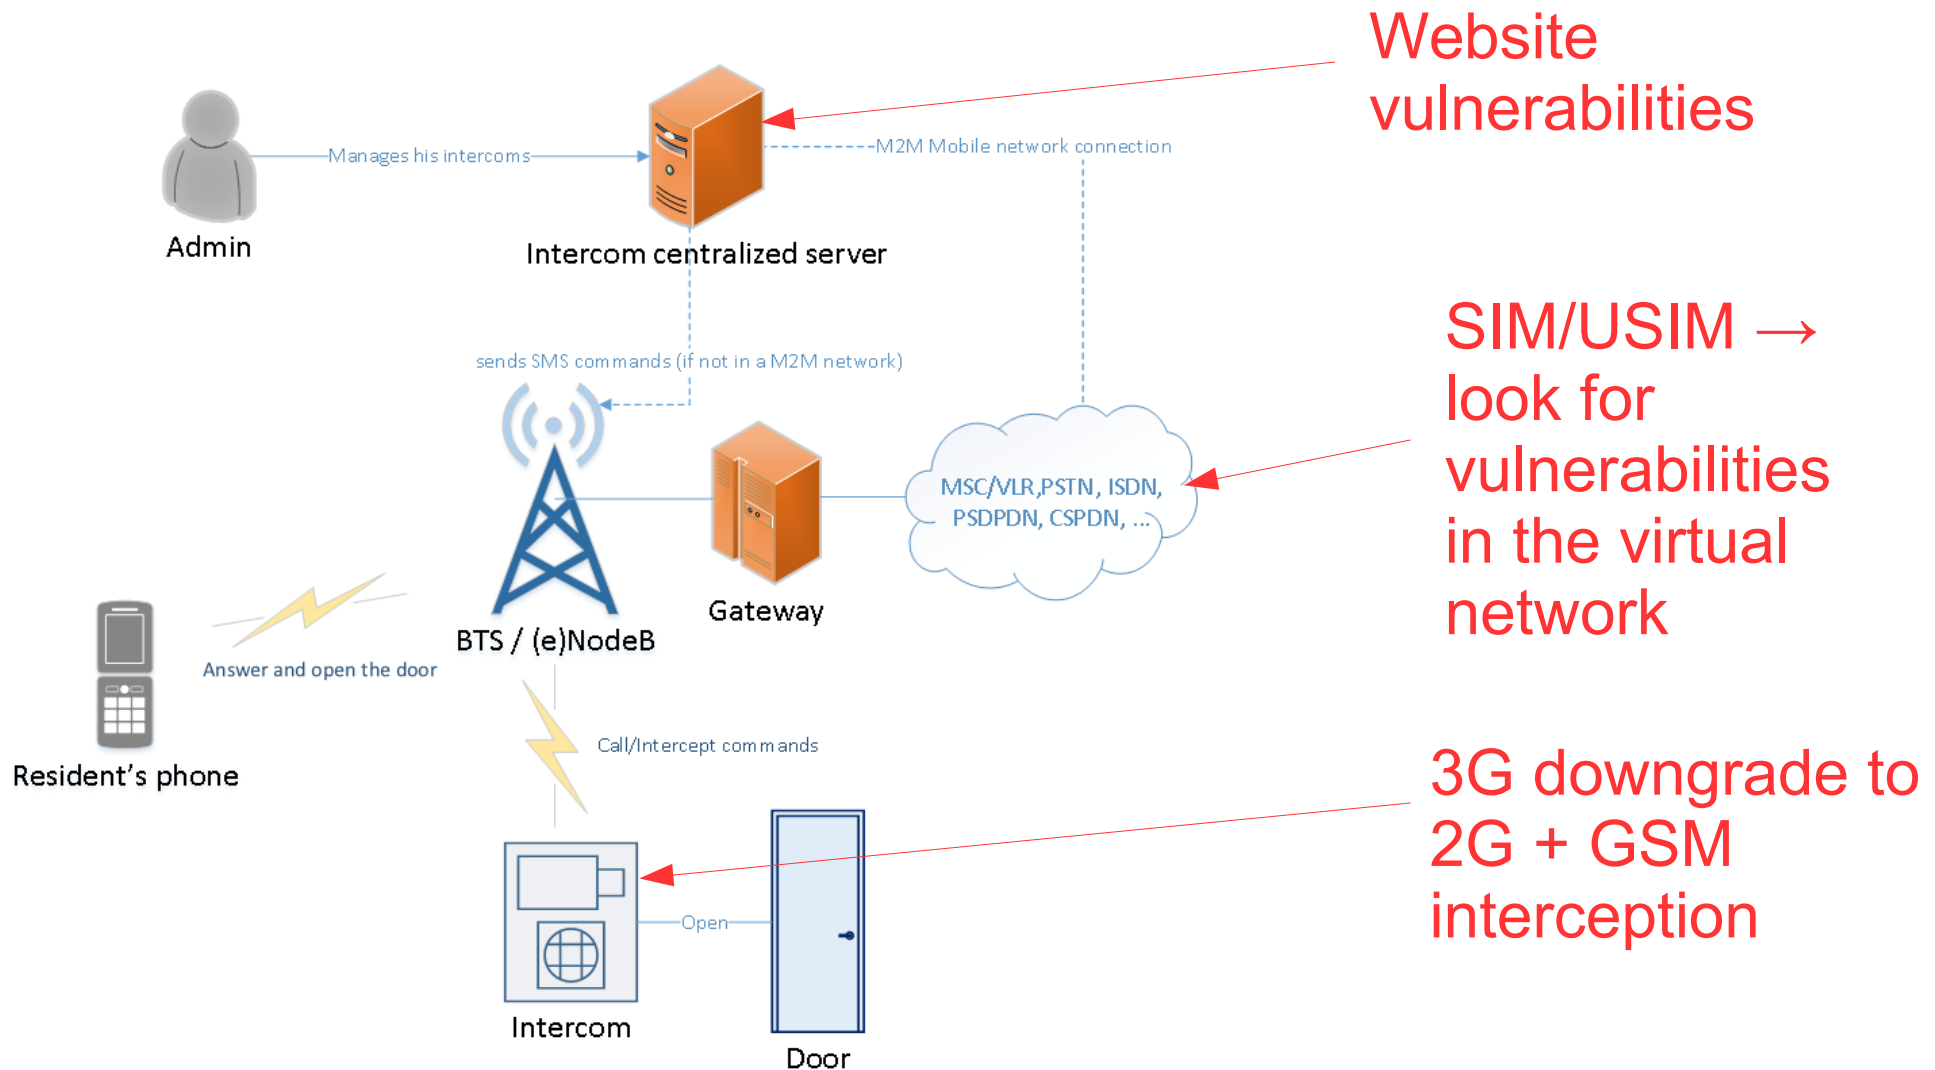 Website
vulnerabilities
Manages his intercoms
M2M Mobile network connection
Admin
Intercom centralized server
SIM/USIM →
look for
vulnerabilities
in the virtual
network
sends SMS commands (if not in a M2M network)
MSC/VLR,PSTN, ISDN,
PSDPDN, CSPDN, ...
Gateway
BTS / (e)NodeB
Answer and open the door
Resident's phone
Call/Intercept commands
3G downgrade to
2G + GSM
interception
Open
Intercom
Door